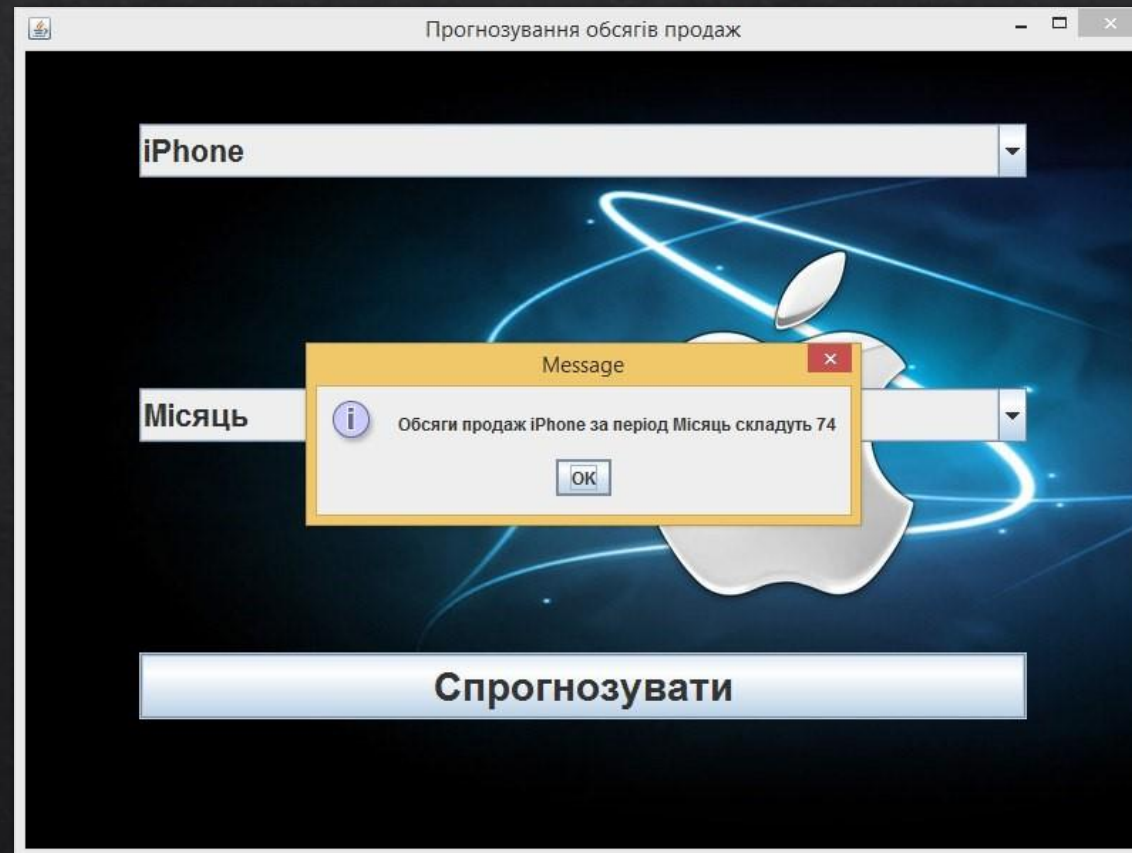 Прогнозування обсягів продаж
iPhone
Message
Місяць
Обсяги продаж iPhone за період Місяць складуть 74
OK
Спрогнозувати